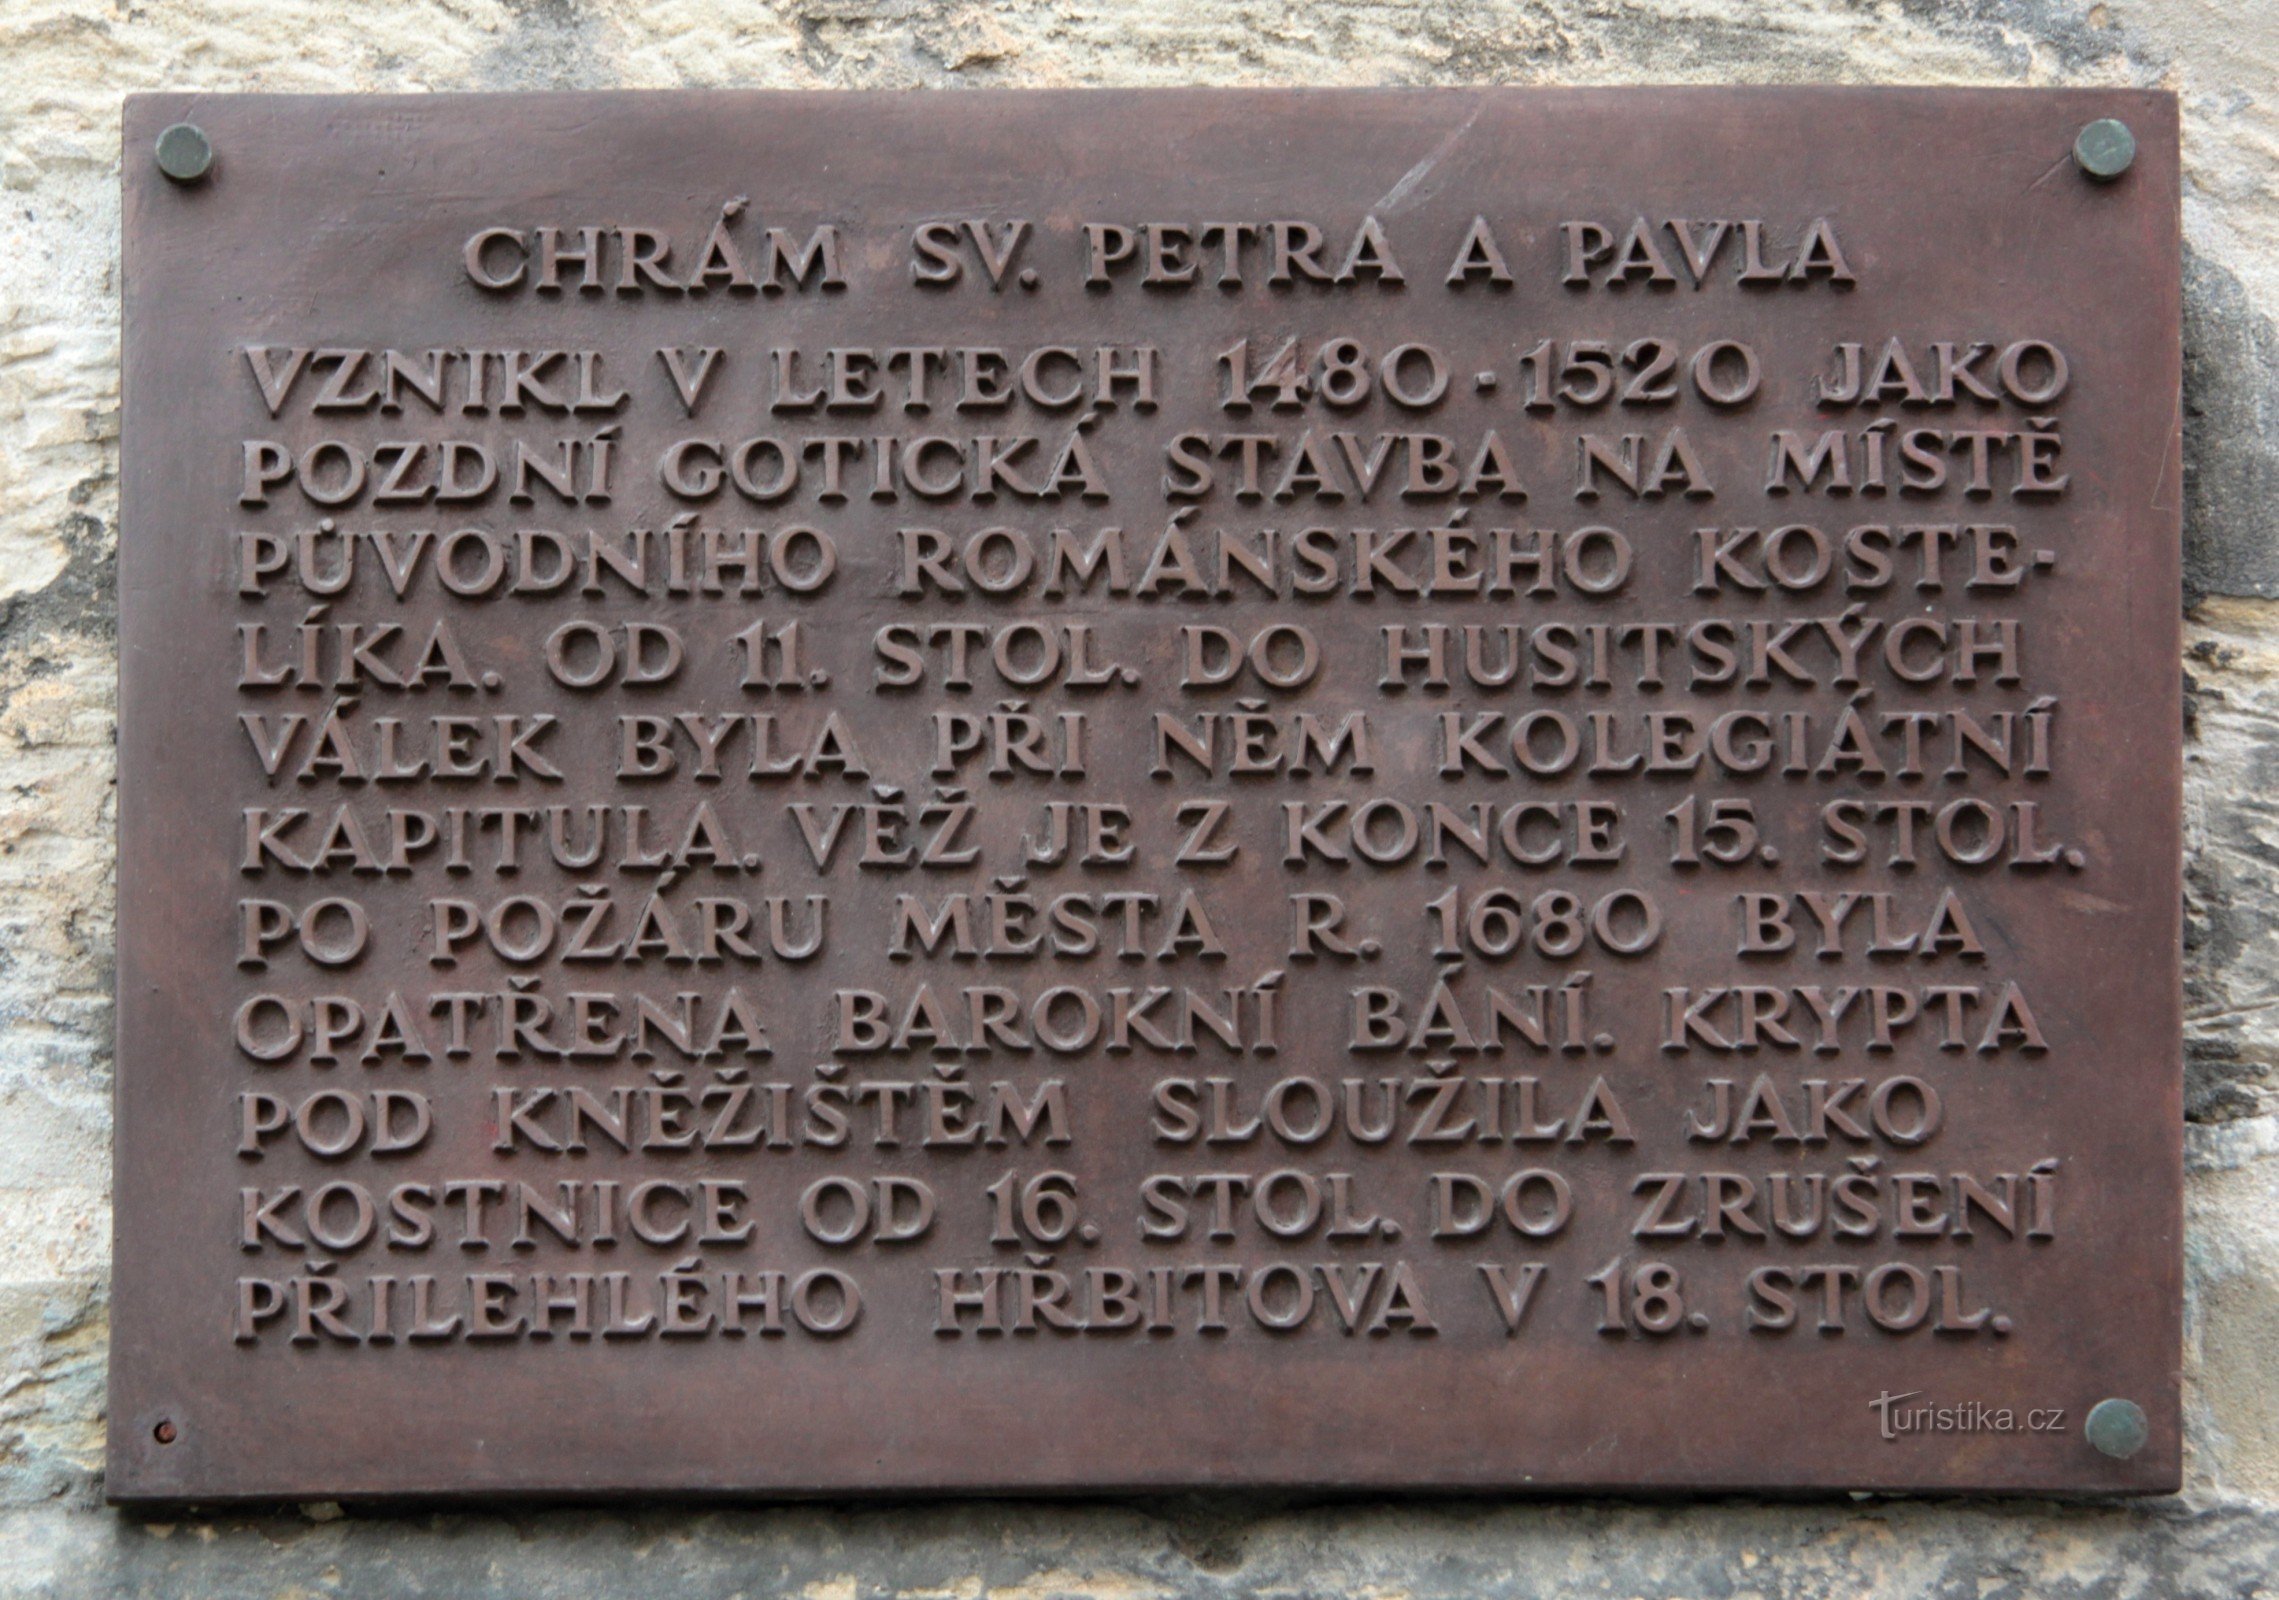 CHRÁM SV. PETRA A PAVLA
VZNIKL V LETECH 1480 · 1520 JAKO
POZDNÍ GOTICKÁ STAVBA NA MÍSTĚ
PŮVODNÍHO ROMÁNSKÉHO KOSTE-
LÍKA. OD 11. STOL. DO HUSITSKÝCH
VÁLEK BYLA PŘI NĚM KOLEGIÁTNÍ
KAPITULA. VĚŽ JE Z KONCE 15. STOL.
PO POŽÁRU MĚSTA R. 1680 BYLA
OPATŘENA BAROKNÍ BÁNÍ. KRYPTA
POD KNĚŽIŠTĚM SLOUŽILA JAKO
KOSTNICE OD 16. STOL. DO ZRUŠENÍ
PŘILEHLÉHO HŘBITOVA V 18. STOL.
Turistika.cz